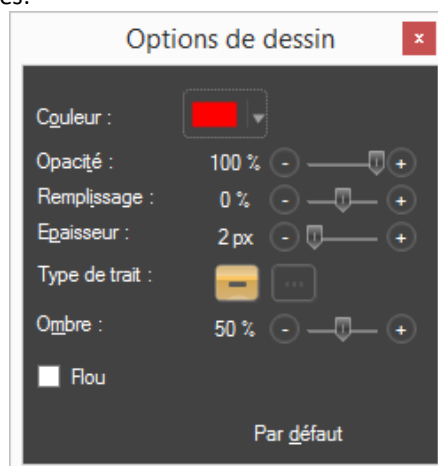 Options de dessin
x
Couleur :
Opacité : 100 % - +
Remplissage : 0 % - +
Epaisseur : 2 px - +
Type de trait :
Ombre : 50 % - +
Flou
Par défaut